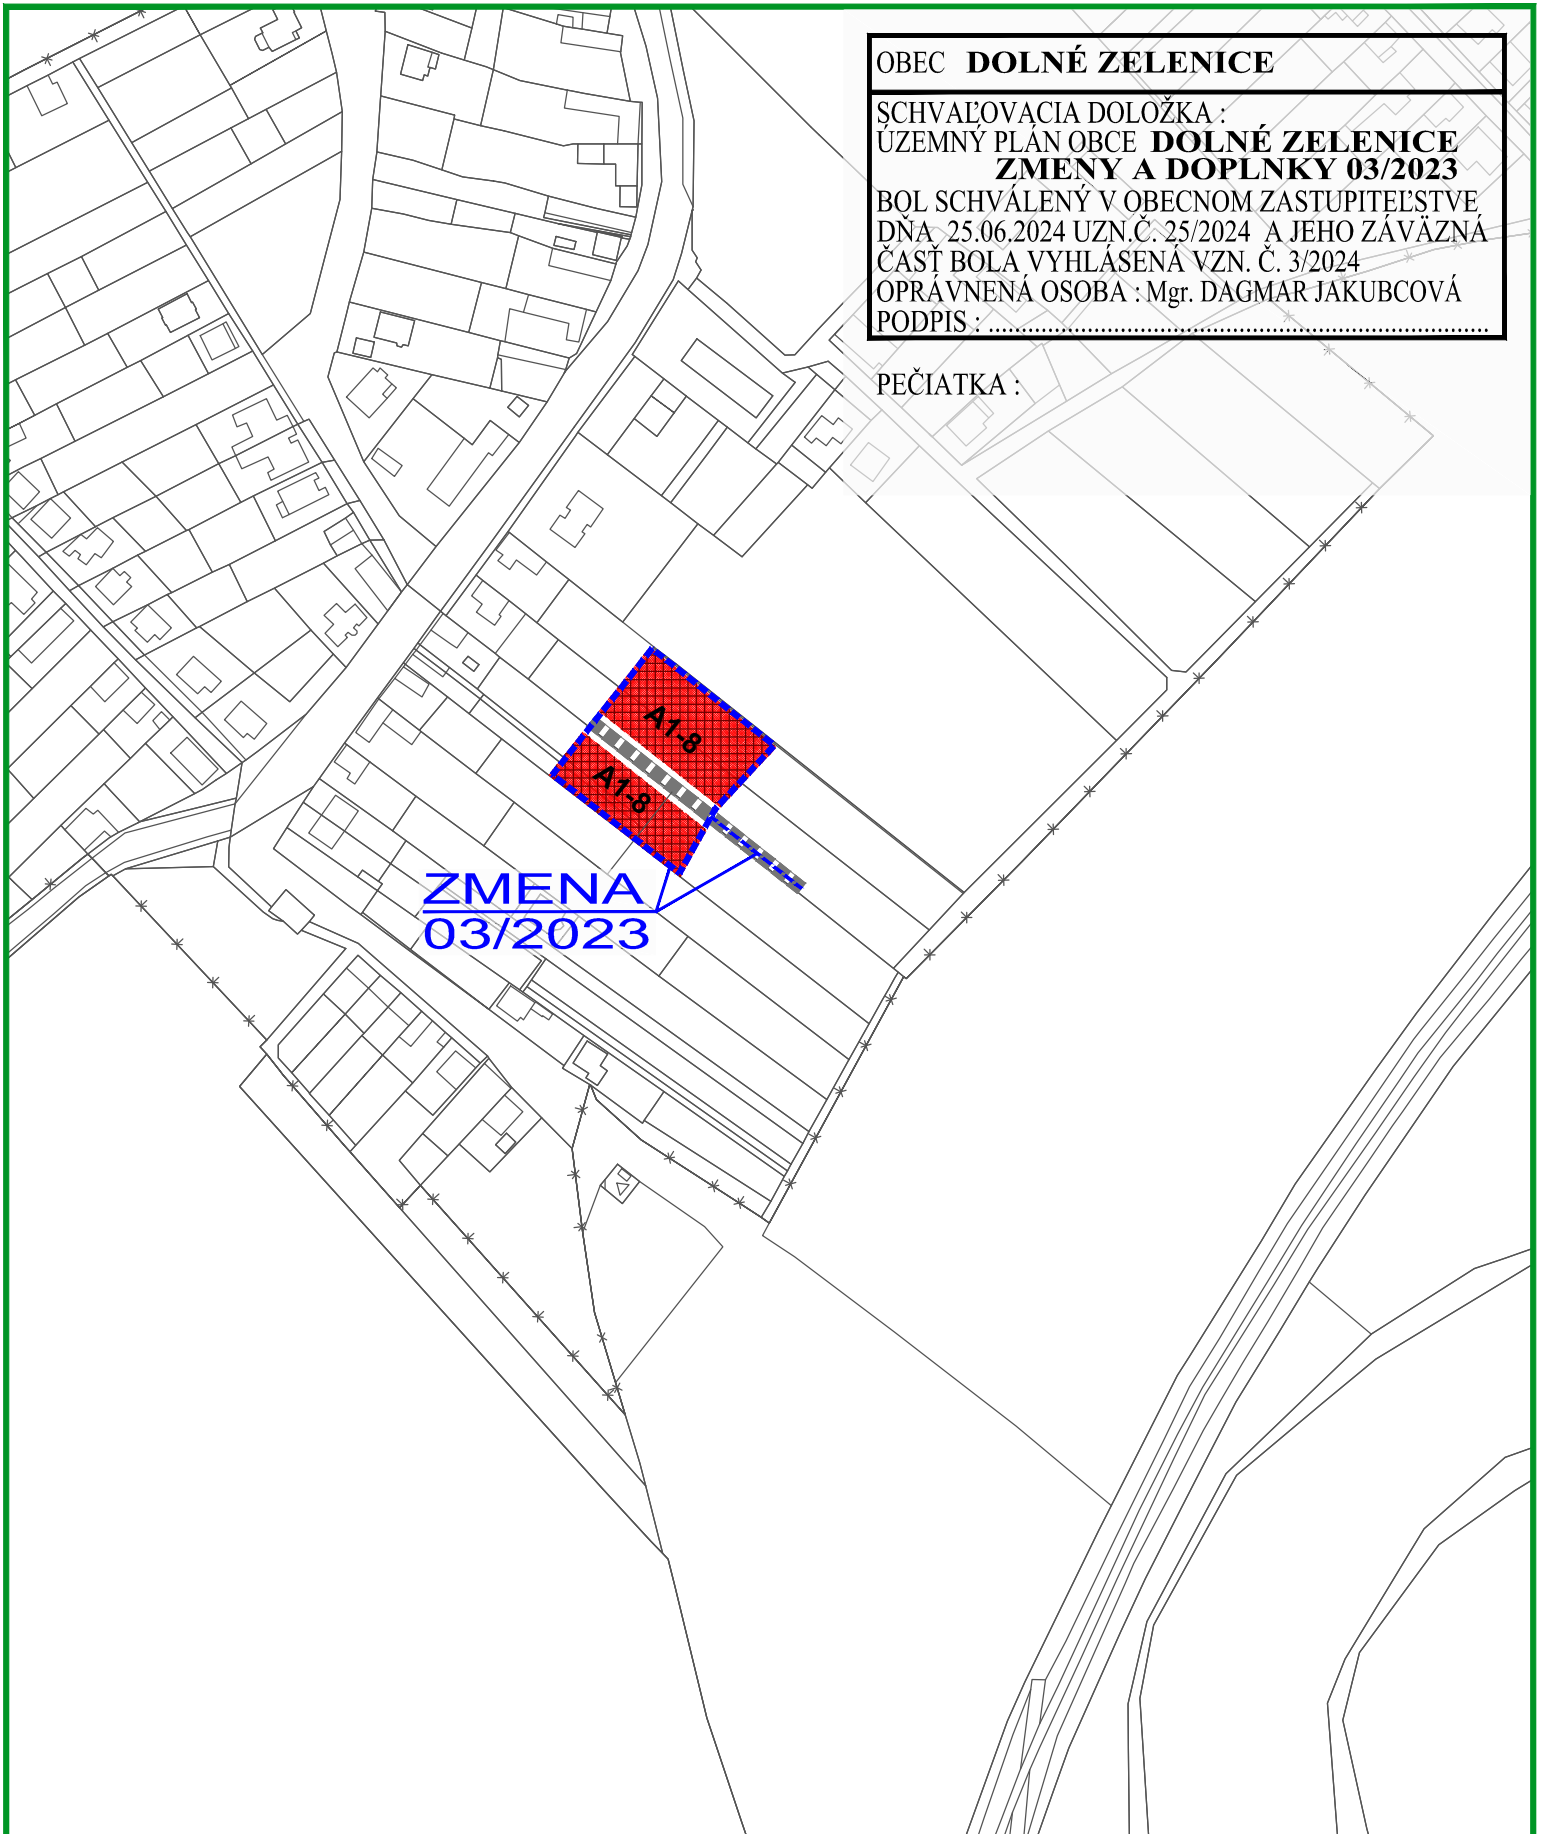 OBEC DOLNÉ ZELENICE
SCHVAĽOVACIA DOLOŽKA :
ÚZEMNÝ PLÁN OBCE DOLNÉ ZELENICE
ZMENY A DOPLNKY 03/2023
BOL SCHVÁLENÝ V OBECNOM ZASTUPITEĽSTVE
DŇA 25.06.2024 UZN.Č. 25/2024 A JEHO ZÁVÄZNÁ
ČASŤ BOLA VYHLÁSENÁ VZN. Č. 3/2024
OPRÁVNENÁ OSOBA : Mgr. DAGMAR JAKUBCOVÁ
PODPIS : ............................................................................
PEČIATKA :
A1-8
A1-8
ZMENA
03/2023